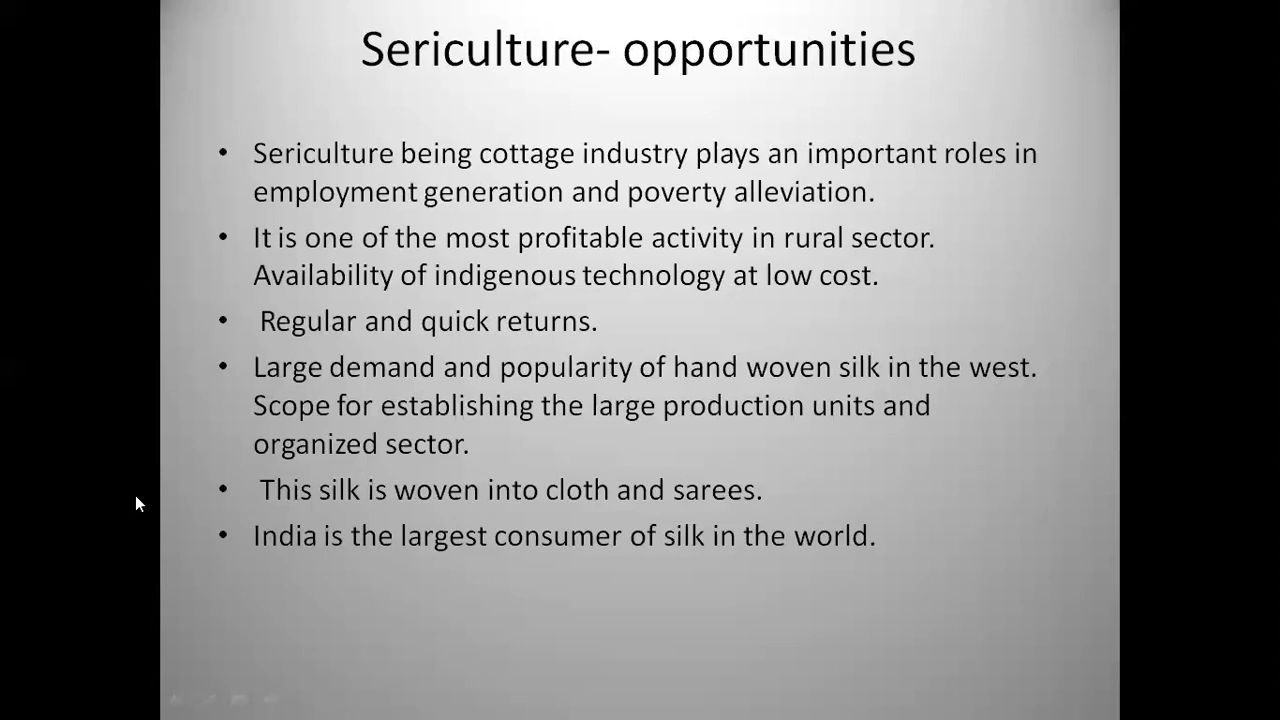 Sericulture- opportunities
• Sericulture being cottage industry plays an important roles in
employment generation and poverty alleviation.
• It is one of the most profitable activity in rural sector.
Availability of indigenous technology at low cost.
• Regular and quick returns.
• Large demand and popularity of hand woven silk in the west.
Scope for establishing the large production units and
organized sector.
• This silk is woven into cloth and sarees.
• India is the largest consumer of silk in the world.